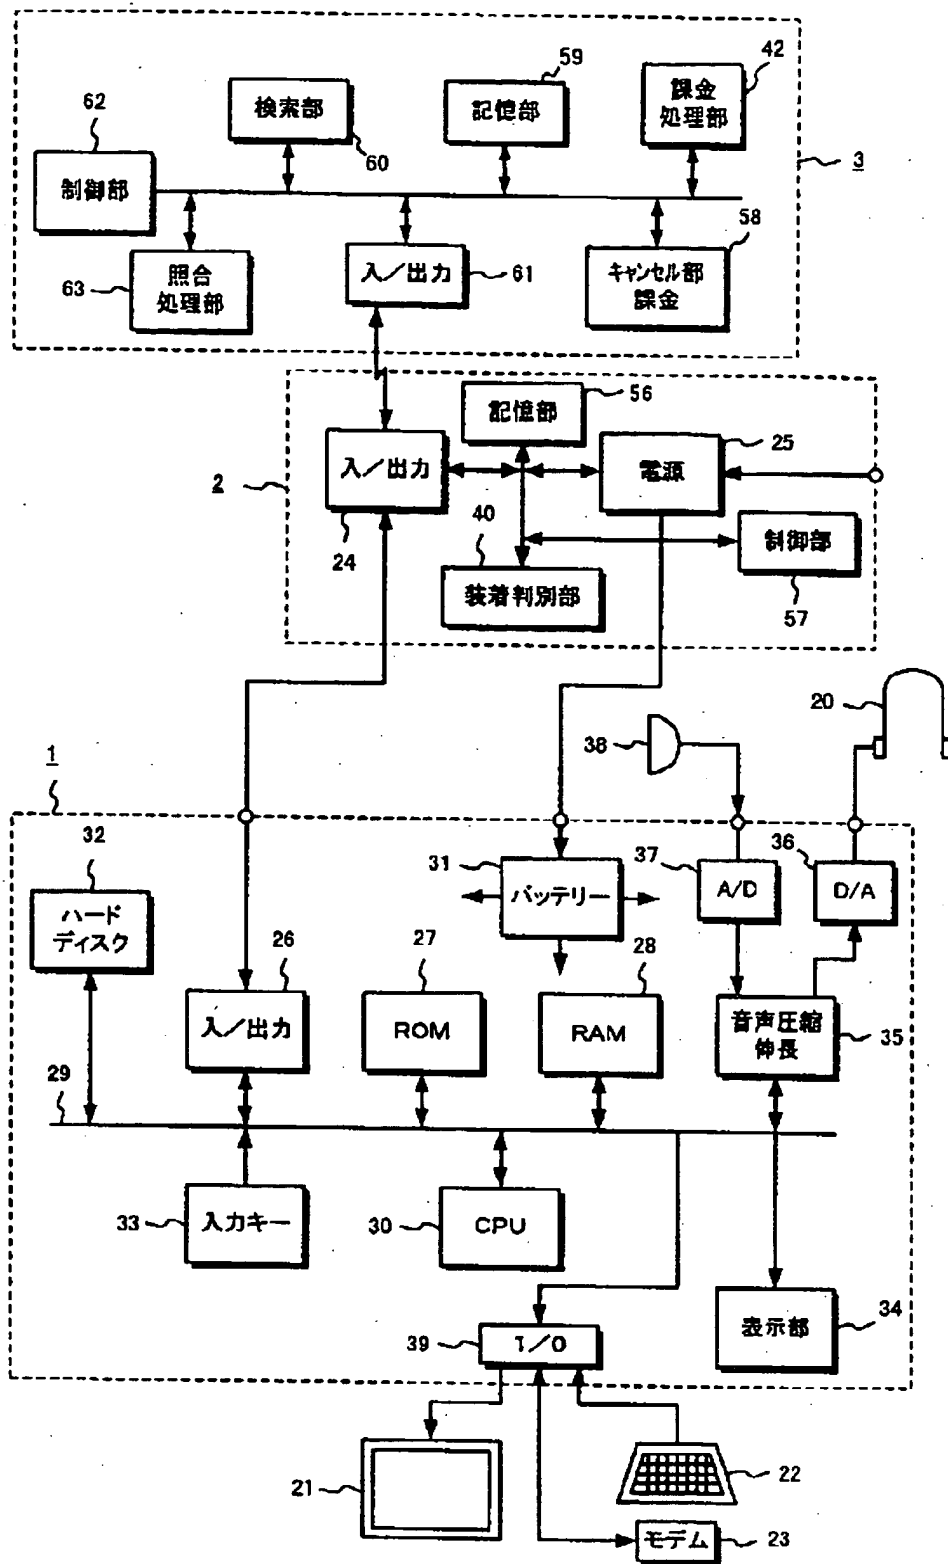 42
59
62
検索部
記憶部
課金
処理部
60
3
制御部
58
照合
処理部
63
入／出力
61
キャンセル部
課金
記憶部
56
25
2
入／出力
電源
40
24
制御部
装着判別部
57
20
38
1
32
31
37
36
ハード
ディスク
バッテリー
A/D
D/A
26
27
28
入／出力
ROM
RAM
音声圧縮
伸長
35
29
33
入力キー
30
CPU
34
39
I/O
表示部
21
22
モデム
23